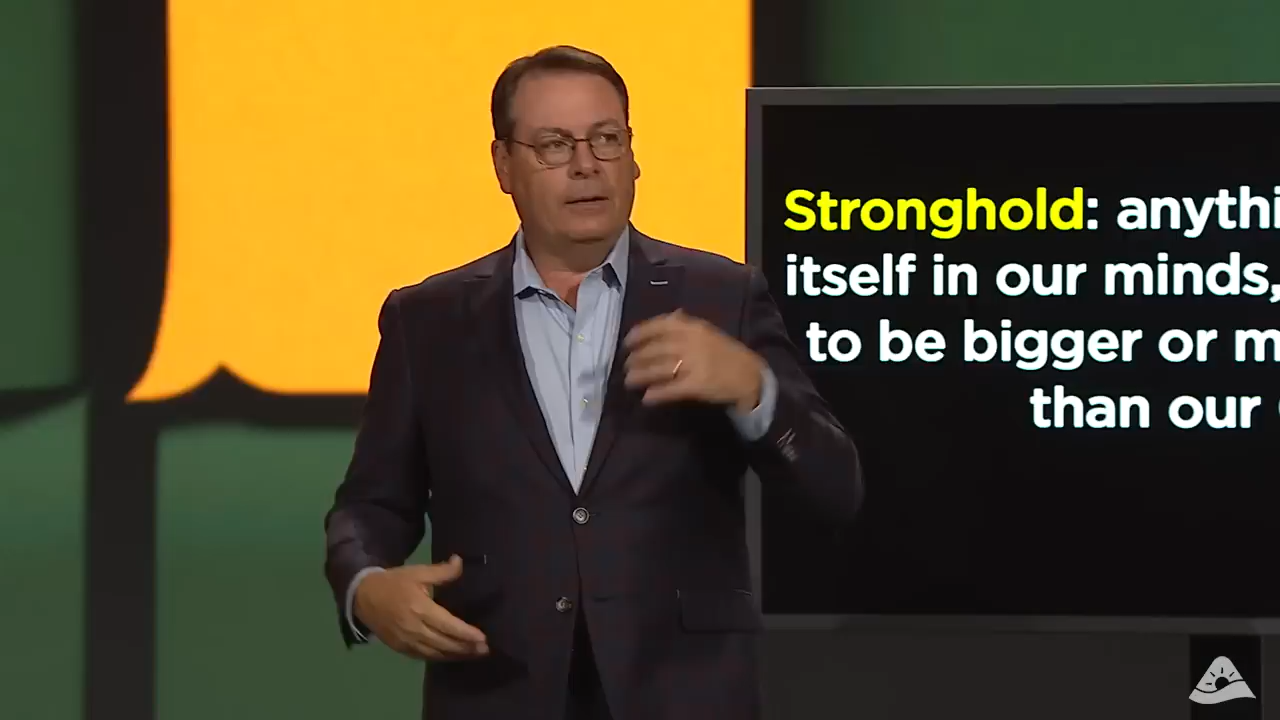 Stronghold: anythi
itself in our minds,
to be bigger or m
than our